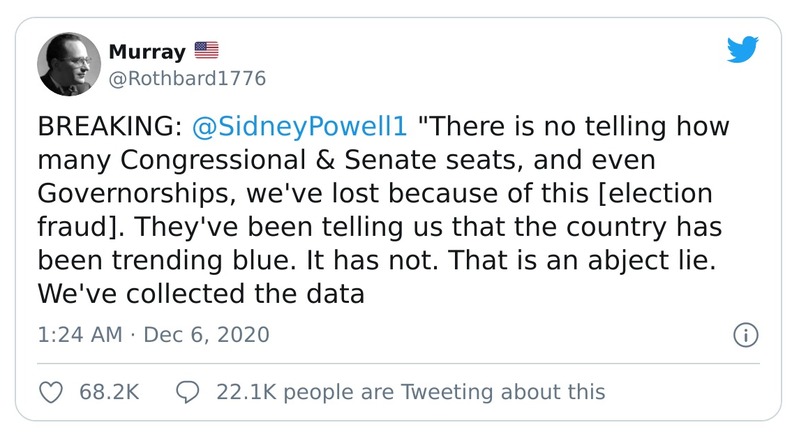 Murray 🇺🇸
@Rothbard1776
BREAKING: @SidneyPowell1 "There is no telling how
many Congressional & Senate seats, and even
Governorships, we've lost because of this [election
fraud]. They've been telling us that the country has
been trending blue. It has not. That is an abject lie.
We've collected the data
1:24 AM · Dec 6, 2020
68.2K 22.1K people are Tweeting about this